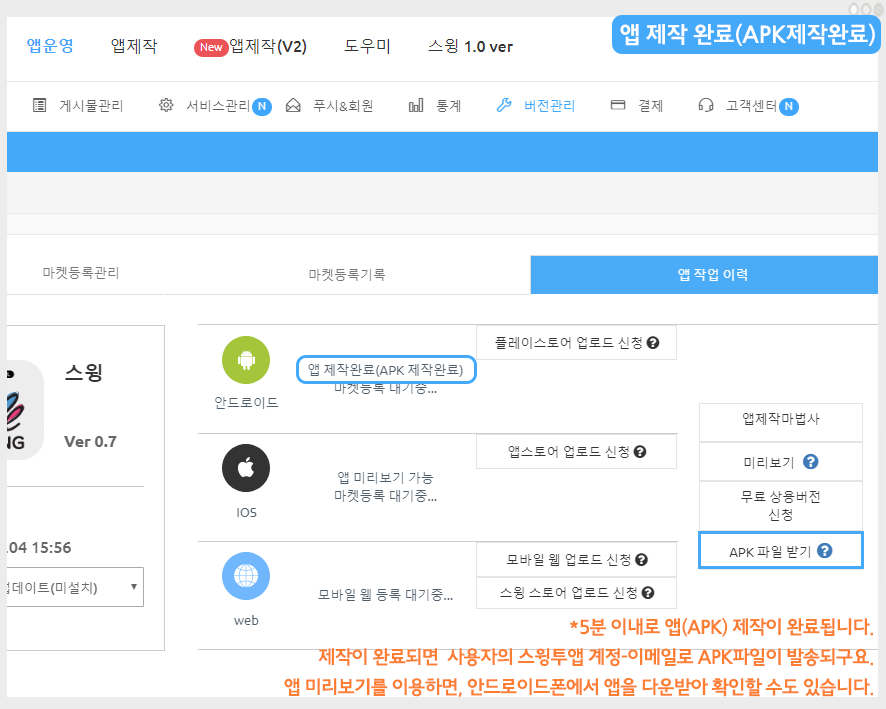 앱 제작 완료(APK제작완료)
앱운영 앱제작 New 앱제작(V2) 도우미 스윙 1.0 ver
게시물관리 서비스관리 N 푸시&회원 통계 버전관리 결제 고객센터 N
마켓등록관리 마켓등록기록 앱 작업 이력
스윙
NG
Ver 0.7
.04 15:56
데이트(미설치)
안드로이드
앱 제작완료(APK 제작완료)
마켓등록 대기중...
플레이스토어 업로드 신청 ?
IOS
앱 미리보기 가능
마켓등록 대기중...
앱스토어 업로드 신청 ?
web
모바일 웹 등록 대기중...
모바일 웹 업로드 신청 ?
스윙 스토어 업로드 신청 ?
앱제작마법사
미리보기 ?
무료 상용버전
신청
APK 파일 받기 ?
*5분 이내로 앱(APK) 제작이 완료됩니다.
제작이 완료되면 사용자의 스윙투앱 계정-이메일로 APK파일이 발송되구요.
앱 미리보기를 이용하면, 안드로이드폰에서 앱을 다운받아 확인할 수도 있습니다.